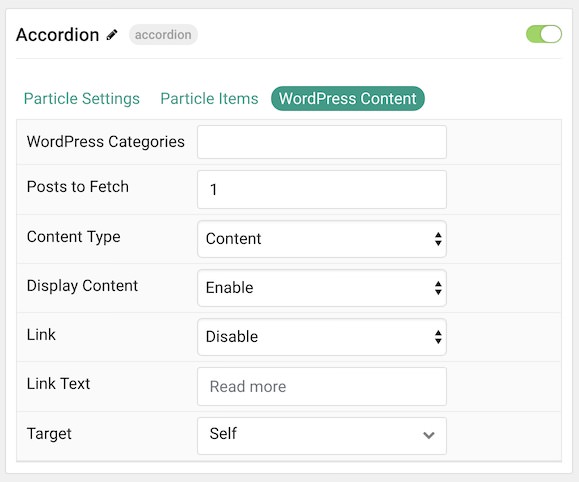 Accordion accordion
Particle Settings Particle Items WordPress Content
WordPress Categories
Posts to Fetch 1
Content Type Content
Display Content Enable
Link Disable
Link Text Read more
Target Self